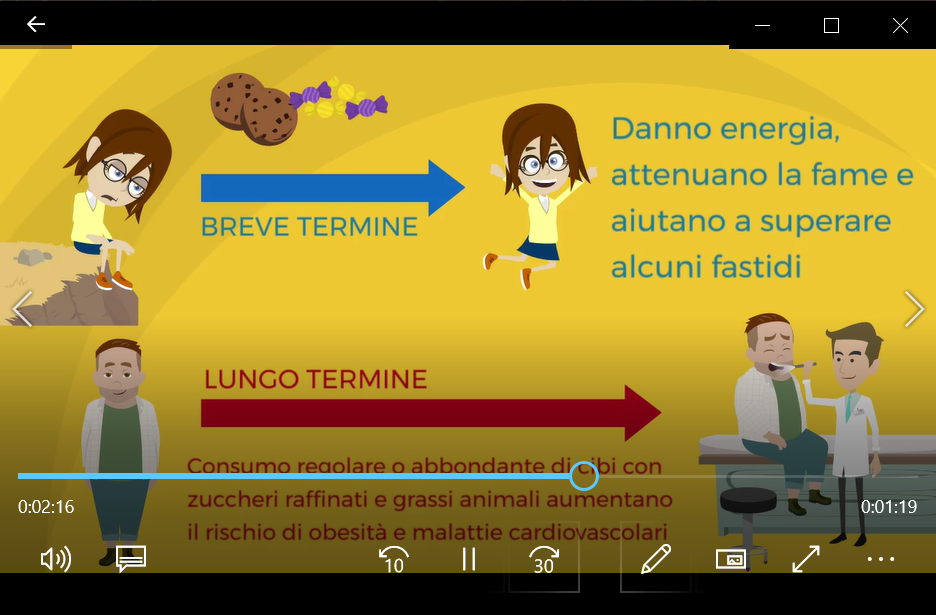 Danno energia,
attenuano la fame e
aiutano a superare
alcuni fastidi
BREVE TERMINE
LUNGO TERMINE
Consumo regolare o abbondante di cibi con
zuccheri raffinati e grassi animali aumentano
il rischio di obesità e malattie cardiovascolari
0:02:16
0:01:19
10
30